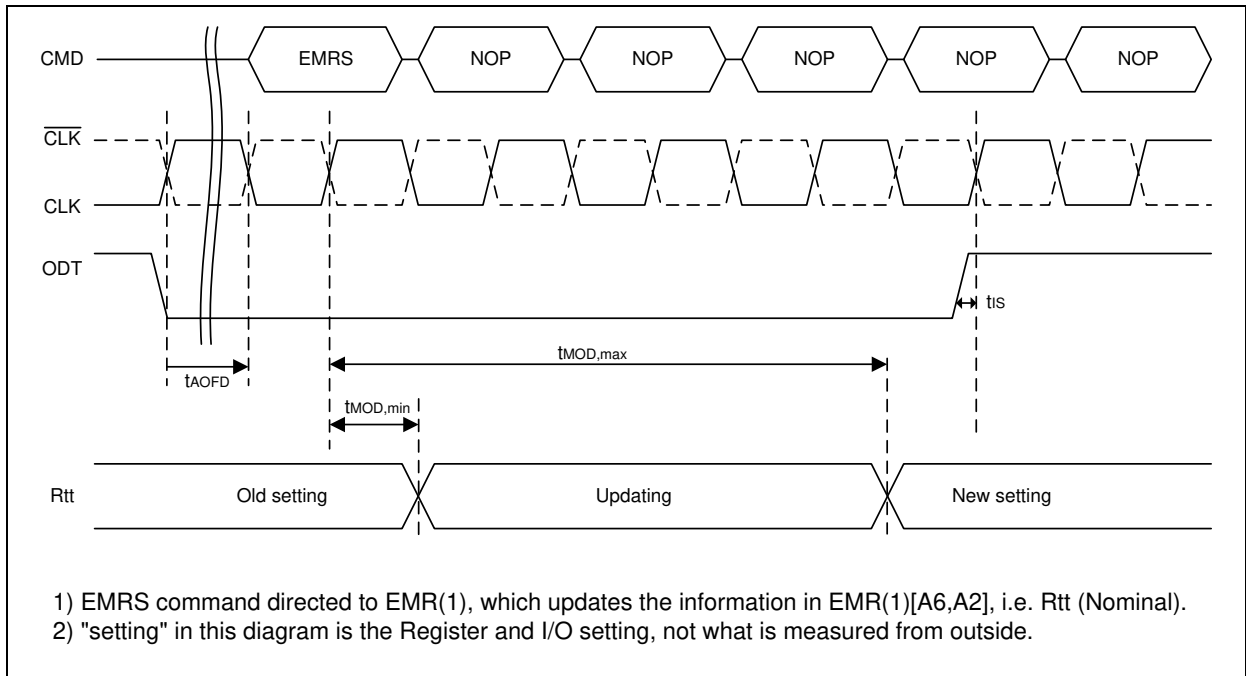 CMD EMRS NOP NOP NOP NOP NOP
CLK
CLK
ODT
tIS
tMOD,max
tAOFD
tMOD,min
Rtt Old setting Updating New setting
1) EMRS command directed to EMR(1), which updates the information in EMR(1)[A6,A2], i.e. Rtt (Nominal).
2) "setting" in this diagram is the Register and I/O setting, not what is measured from outside.